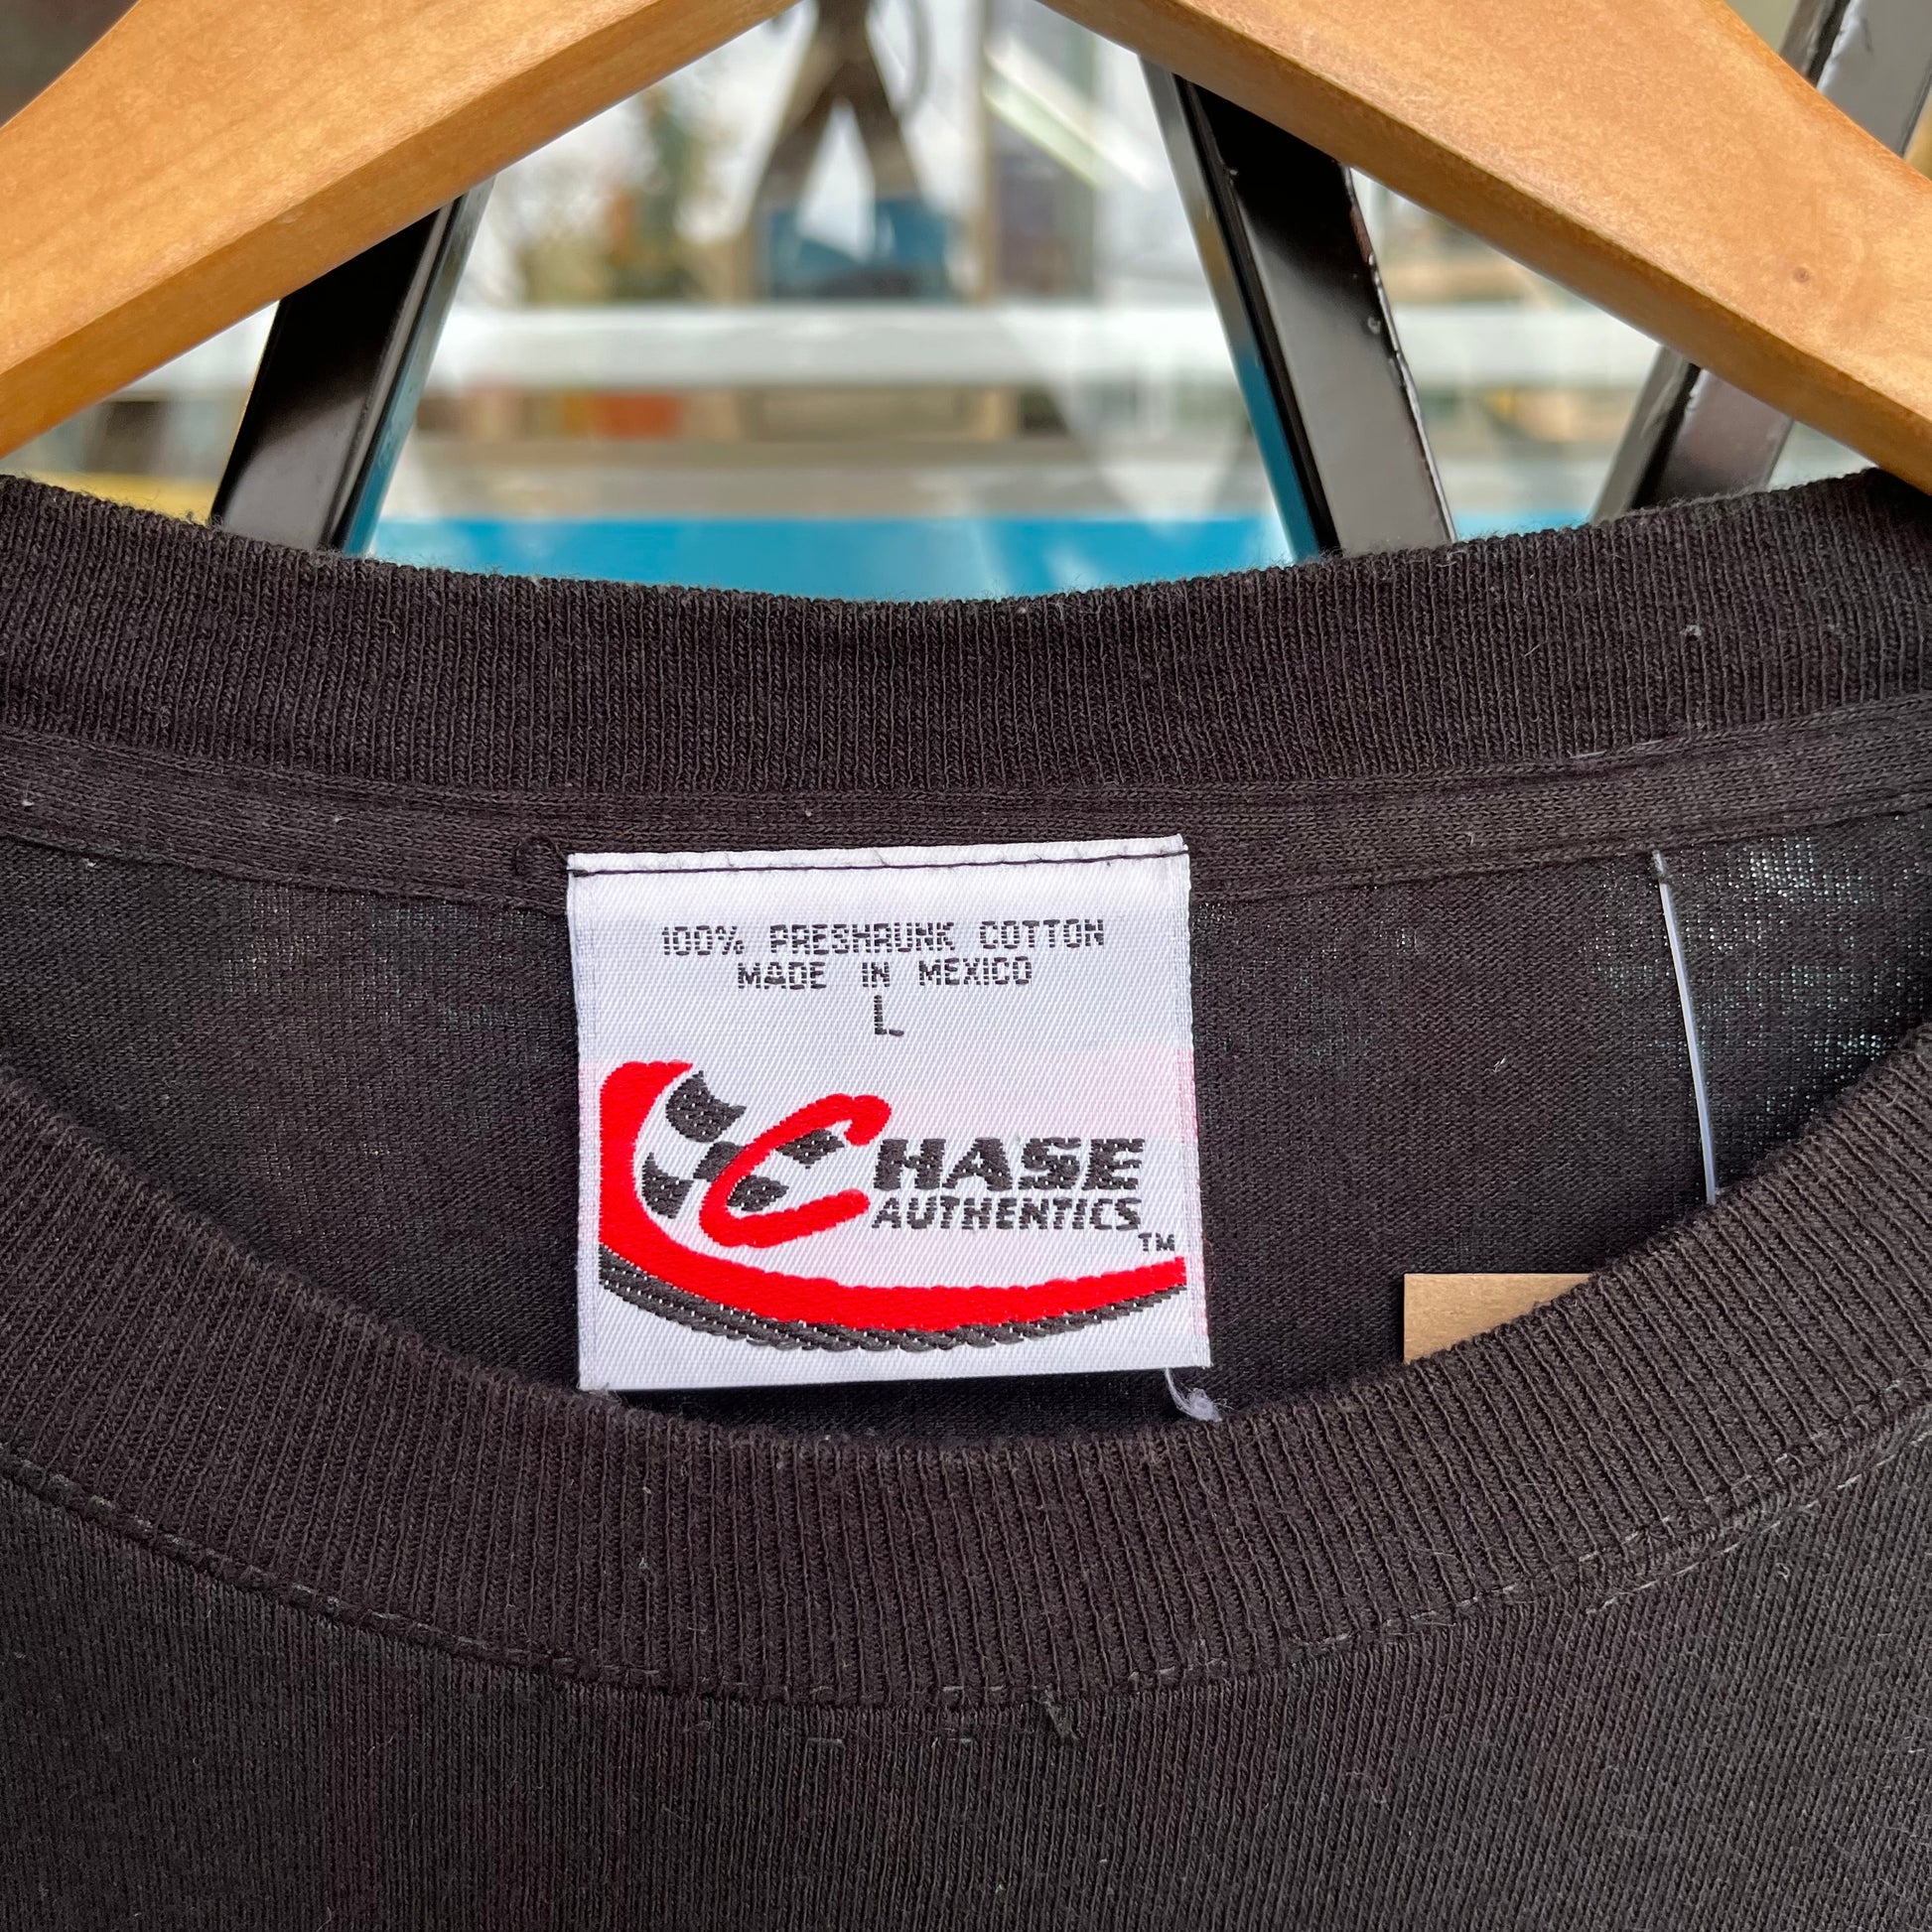 100% PRESHRUNK COTTON
MADE IN MEXICO
L
CHASE
AUTHENTICS
TM